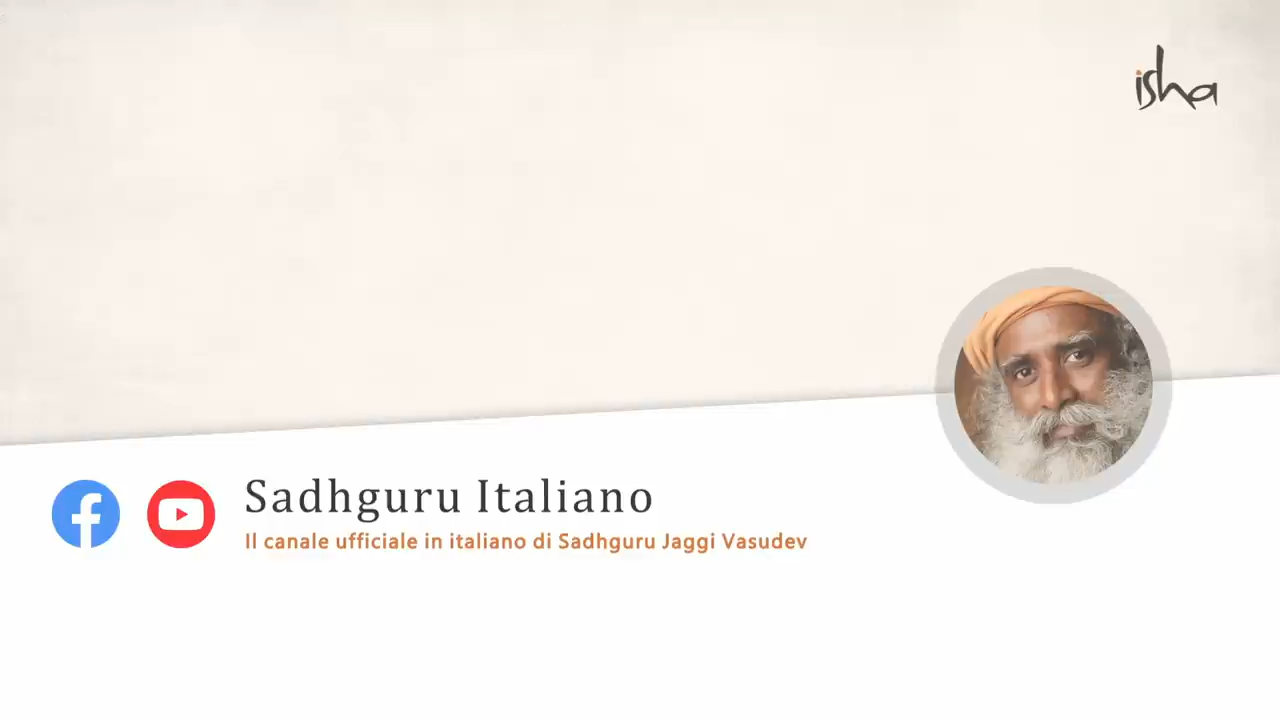 isha
Sadhguru Italiano
Il canale ufficiale in italiano di Sadhguru Jaggi Vasudev